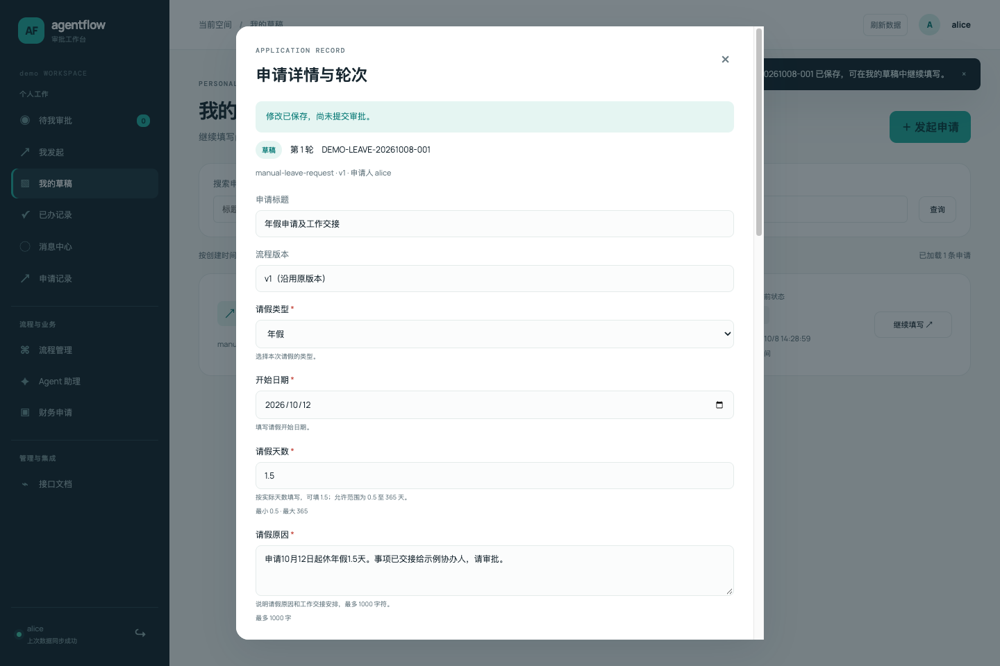 AF
agentflow
审批工作台
demo WORKSPACE
个人工作
待我审批
0
我发起
我的草稿
已办记录
消息中心
申请记录
流程与业务
流程管理
Agent 助理
财务申请
管理与集成
接口文档
alice
上次数据同步成功
当前空间 / 我的草稿
刷新数据
A
alice
0261008-001 已保存，可在我的草稿中继续填写。
×
PERSONAL
我的
继续填写
+ 发起申请
搜索申
标题
查询
按创建时间
已加载 1 条申请
manu
前状态
10/8 14:28:59
间
继续填写 ↗
APPLICATION RECORD
申请详情与轮次
×
修改已保存，尚未提交审批。
草稿
第 1 轮
DEMO-LEAVE-20261008-001
manual-leave-request · v1 · 申请人 alice
申请标题
年假申请及工作交接
流程版本
v1（沿用原版本）
请假类型 *
年假
选择本次请假的类型。
开始日期 *
2026/10/12
填写请假开始日期。
请假天数 *
1.5
按实际天数填写，可填 1.5；允许范围为 0.5 至 365 天。
最小 0.5 · 最大 365
请假原因 *
申请10月12日起休年假1.5天。事项已交接给示例协办人，请审批。
说明请假原因和工作交接安排，最多 1000 字符。
最多 1000 字